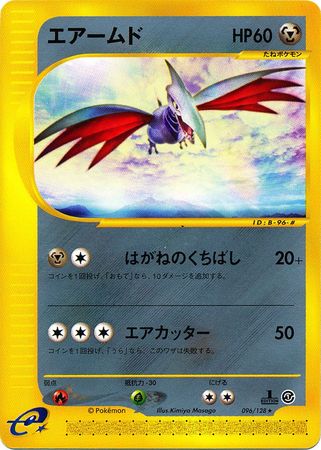 エアームド HP60
たねポケモン
ID:B-96-#
はがねのくちばし 20+
コインを1回投げ、「おもて」なら、10ダメージを追加する。
エアカッター 50
コインを1回投げ、「うら」なら、このワザは失敗する。
弱点 抵抗力-30 にげる
1
EDITION
e
©Pokémon Illus. Kimiya Masago 096/128★